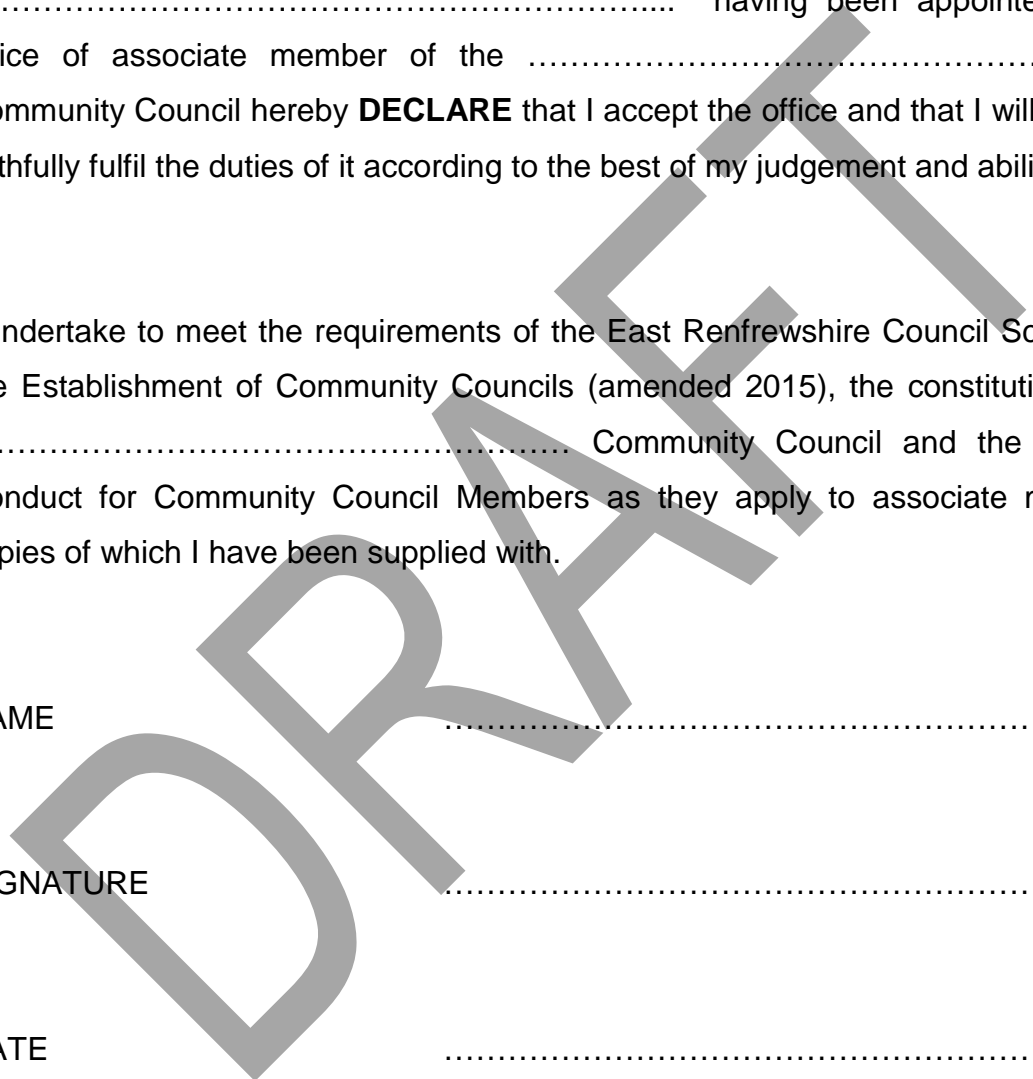 ……………………………………………………….... having been appointe
ice of associate member of the ……………………………………………
ommunity Council hereby DECLARE that I accept the office and that I will
thfully fulfil the duties of it according to the best of my judgement and abili
ndertake to meet the requirements of the East Renfrewshire Council Sc
e Establishment of Community Councils (amended 2015), the constituti
…………………………………………………… Community Council and the
onduct for Community Council Members as they apply to associate
pies of which I have been supplied with.
AME ……………………………………………………
GNATURE ……………………………………………………
ATE ……………………………………………………
DRAFT